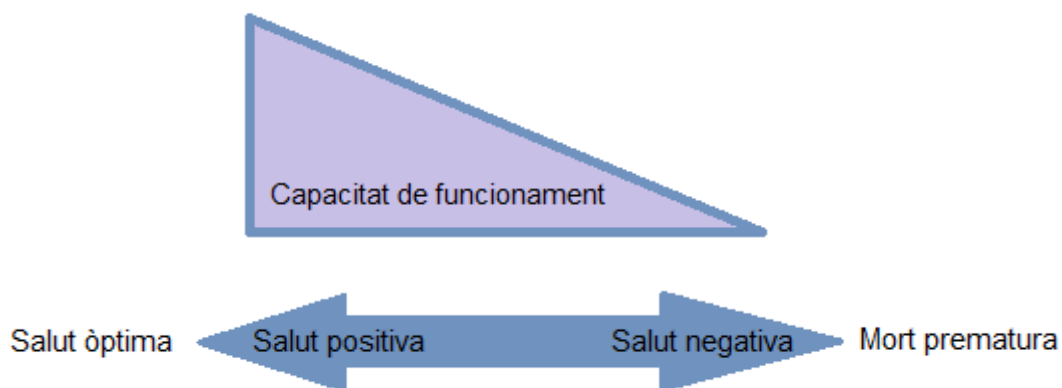 Capacitat de funcionament
Salut òptima
Salut positiva
Salut negativa
Mort prematura